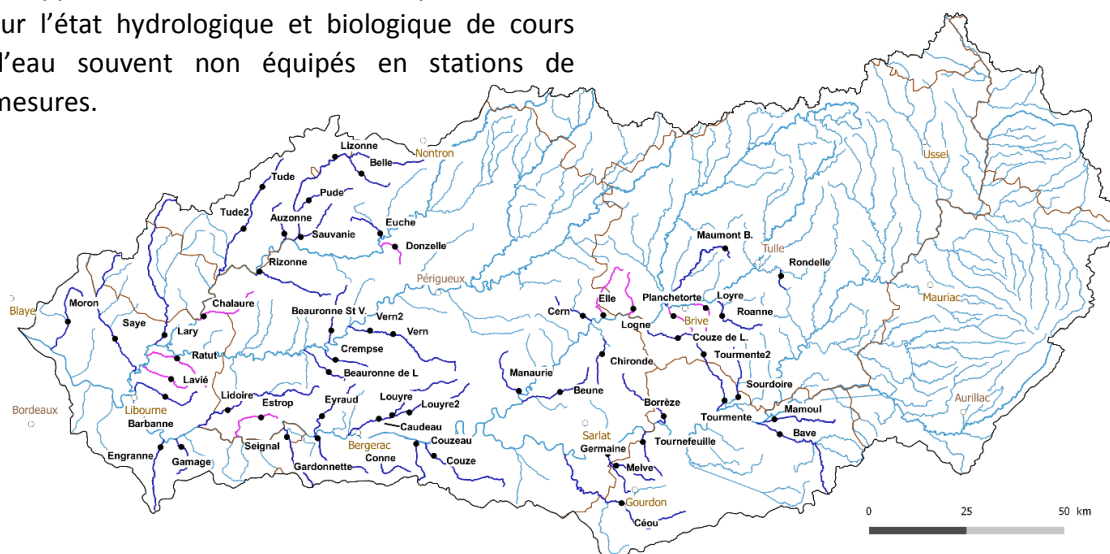 ur l'état hydrologique et biologique de cours
l'eau souvent non équipés en stations de
mesures.
Nontron
Ussel
Lizonne
Belle
Tude
Pude
Tude2
Auzonne
Sauvanie
Euche
Donzelle
Maumont B.
Tulle
Rondelle
Rizonne
Périgueux
Mauriac
Blaye
Moron
Chalaure
Saye
Lary
Beauronne St V.
Vern2
Vern
Cern
Elle
Logne
Planchetorte
Loyre
Roanne
Brive
Couze de L.
Ratut
Crempse
Beauronne de L
Chironde
Tourmente2
Lavié
Manaurie
Beune
Sourdoire
Bordeaux
Libourne
Barbanne
Lidoire
Estrop
Eyraud
Louyre
Louyre2
Caudeau
Borrèze
Tourmente
Mamoul
Bave
Aurillac
Engranne
Gamage
Seignal
Gardonnette
Bergerac
Conne
Couzeau
Couze
Sarlat
Germaine
Tournefeuille
Melve
Gourdon
Céou
0 25 50 km